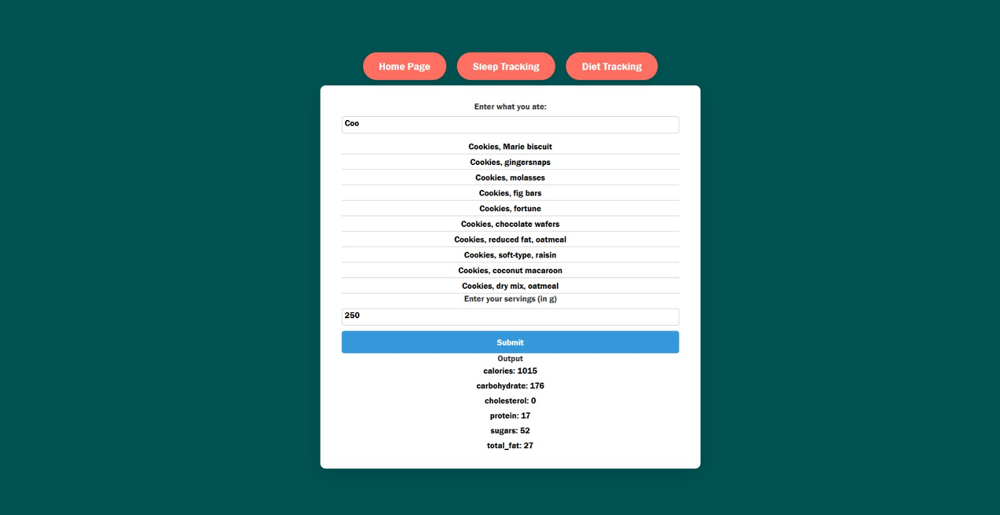 Home Page Sleep Tracking Diet Tracking
Enter what you ate:
Coo
Cookies, Marie biscuit
Cookies, gingersnaps
Cookies, molasses
Cookies, fig bars
Cookies, fortune
Cookies, chocolate wafers
Cookies, reduced fat, oatmeal
Cookies, soft-type, raisin
Cookies, coconut macaroon
Cookies, dry mix, oatmeal
Enter your servings (in g)
250
Submit
Output
calories: 1015
carbohydrate: 176
cholesterol: 0
protein: 17
sugars: 52
total_fat: 27